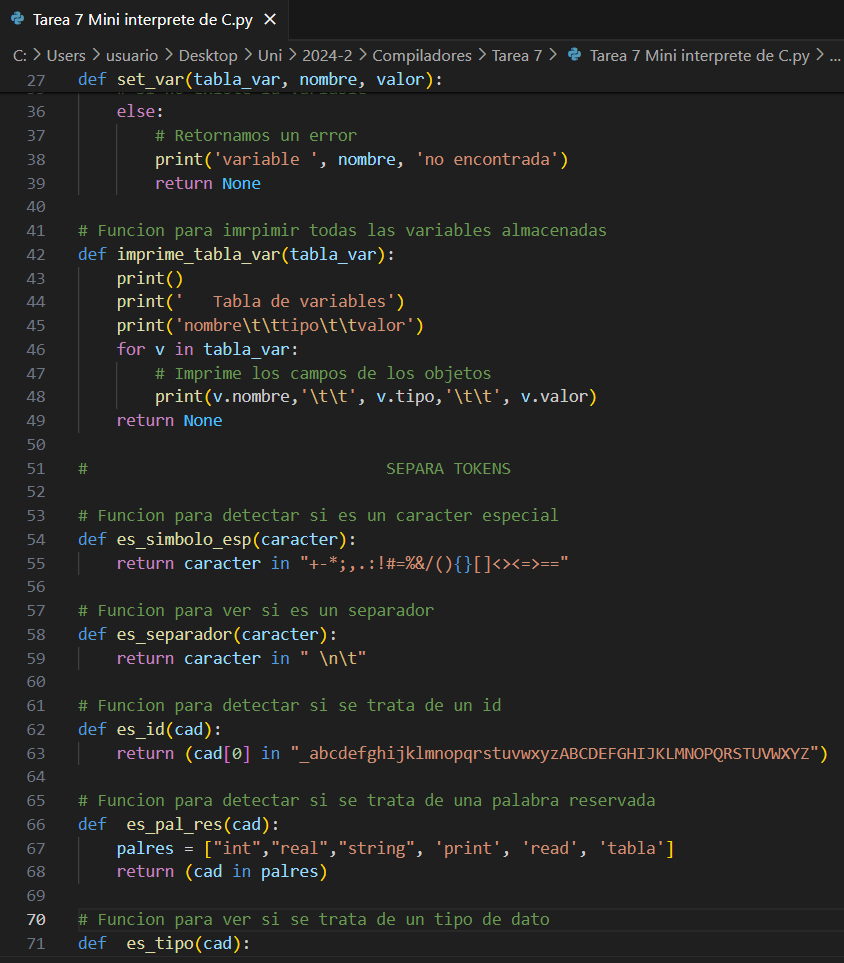 Tarea 7 Mini interprete de C.py ×
C: > Users > usuario > Desktop > Uni > 2024-2 > Compiladores > Tarea 7 > Tarea 7 Mini interprete de C.py > ...
27 def set_var(tabla_var, nombre, valor):
36     else:
37         # Retornamos un error
38         print('variable ', nombre, 'no encontrada')
39         return None
40
41 # Funcion para imrpimir todas las variables almacenadas
42 def imprime_tabla_var(tabla_var):
43     print()
44     print('   Tabla de variables')
45     print('nombre\t\ttipo\t\tvalor')
46     for v in tabla_var:
47         # Imprime los campos de los objetos
48         print(v.nombre,'\t\t', v.tipo,'\t\t', v.valor)
49     return None
50
51 #                               SEPARA TOKENS
52
53 # Funcion para detectar si es un caracter especial
54 def es_simbolo_esp(caracter):
55     return caracter in "+-*;,.:!#=%&/(){}[]<><=>=="
56
57 # Funcion para ver si es un separador
58 def es_separador(caracter):
59     return caracter in " \n\t"
60
61 # Funcion para detectar si se trata de un id
62 def es_id(cad):
63     return (cad[0] in "_abcdefghijklmnopqrstuvwxyzABCDEFGHIJKLMNOPQRSTUVWXYZ")
64
65 # Funcion para detectar si se trata de una palabra reservada
66 def  es_pal_res(cad):
67     palres = ["int","real","string", 'print', 'read', 'tabla']
68     return (cad in palres)
69
70 # Funcion para ver si se trata de un tipo de dato
71 def  es_tipo(cad):